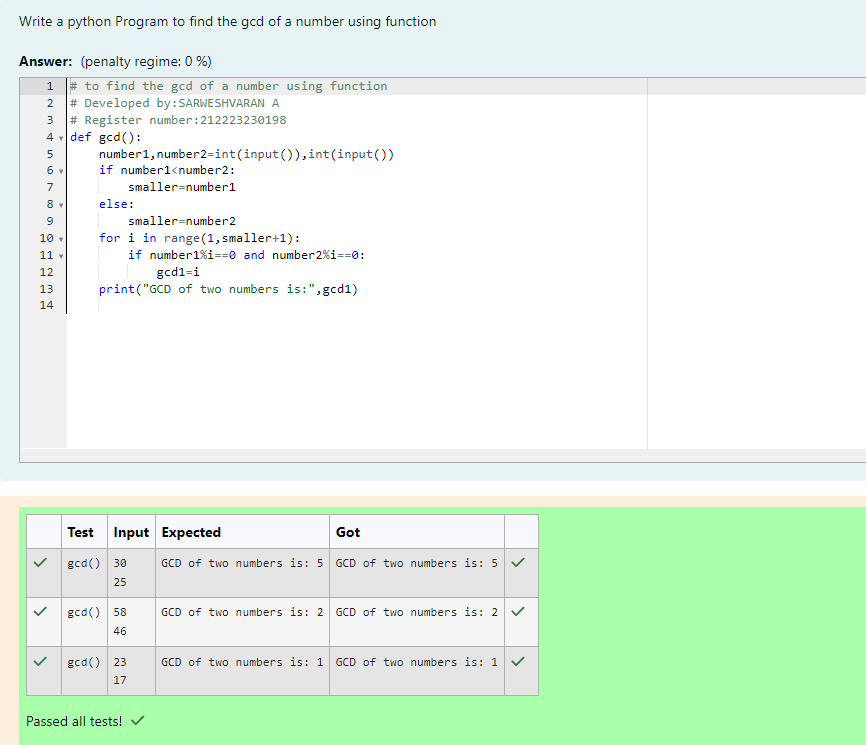 Write a python Program to find the gcd of a number using function
Answer: (penalty regime: 0 %)
1 # to find the gcd of a number using function
2 # Developed by:SARWESHVARAN A
3 # Register number:212223230198
4 def gcd():
5     number1,number2=int(input()),int(input())
6     if number1<number2:
7         smaller=number1
8     else:
9         smaller=number2
10     for i in range(1,smaller+1):
11         if number1%i==0 and number2%i==0:
12             gcd1=i
13     print("GCD of two numbers is:",gcd1)
14
Test Input Expected Got
gcd() 30 GCD of two numbers is: 5 GCD of two numbers is: 5
25
gcd() 58 GCD of two numbers is: 2 GCD of two numbers is: 2
46
gcd() 23 GCD of two numbers is: 1 GCD of two numbers is: 1
17
Passed all tests!